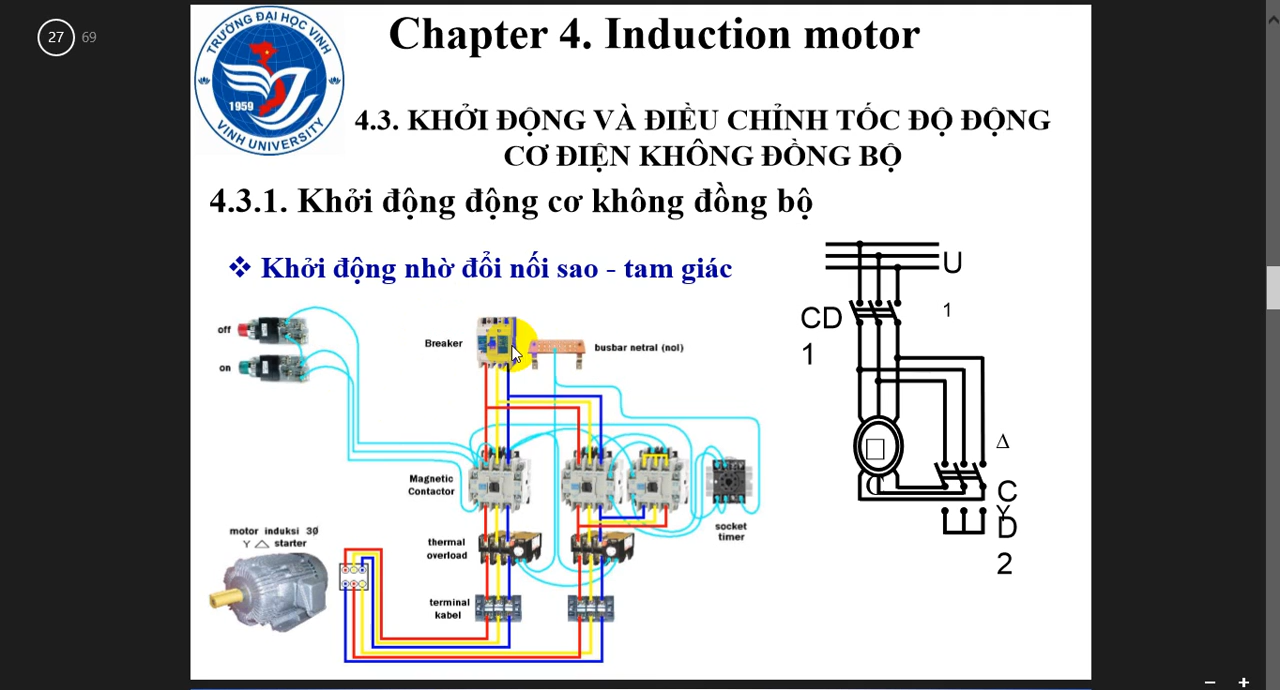 27 69
TRƯỜNG ĐẠI HỌC VINH
1959
VINH UNIVERSITY
Chapter 4. Induction motor
4.3. KHỞI ĐỘNG VÀ ĐIỀU CHỈNH TỐC ĐỘ ĐỘNG
CƠ ĐIỆN KHÔNG ĐỒNG BỘ
4.3.1. Khởi động động cơ không đồng bộ
❖ Khởi động nhờ đổi nối sao - tam giác
off
on
Breaker
busbar netral (nol)
Magnetic
Contactor
socket
timer
motor induksi 3Ø
Y △ starter
thermal
overload
terminal
kabel
U
1
CD
1
Δ
C
Y
D
2